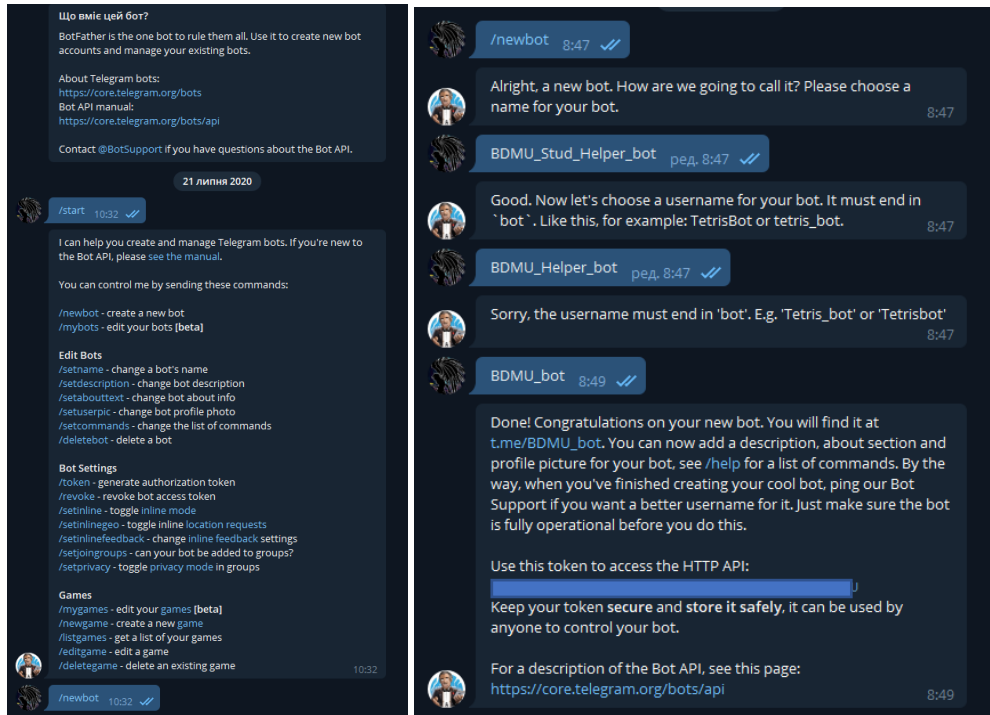 Що вміє цей бот?
BotFather is the one bot to rule them all. Use it to create new bot
accounts and manage your existing bots.
About Telegram bots:
https://core.telegram.org/bots
Bot API manual:
https://core.telegram.org/bots/api
Contact @BotSupport if you have questions about the Bot API.
21 липня 2020
/start 10:32
I can help you create and manage Telegram bots. If you're new to
the Bot API, please see the manual.
You can control me by sending these commands:
/newbot - create a new bot
/mybots - edit your bots [beta]
Edit Bots
/setname - change a bot's name
/setdescription - change bot description
/setabouttext - change bot about info
/setuserpic - change bot profile photo
/setcommands - change the list of commands
/deletebot - delete a bot
Bot Settings
/token - generate authorization token
/revoke - revoke bot access token
/setinline - toggle inline mode
/setinlinegeo - toggle inline location requests
/setinlinefeedback - change inline feedback settings
/setjoingroups - can your bot be added to groups?
/setprivacy - toggle privacy mode in groups
Games
/mygames - edit your games [beta]
/newgame - create a new game
/listgames - get a list of your games
/editgame - edit a game
/deletegame - delete an existing game
10:32
/newbot 10:32
/newbot 8:47
Alright, a new bot. How are we going to call it? Please choose a
name for your bot.
8:47
BDMU_Stud_Helper_bot ред. 8:47
Good. Now let's choose a username for your bot. It must end in
`bot`. Like this, for example: TetrisBot or tetris_bot.
8:47
BDMU_Helper_bot ред. 8:47
Sorry, the username must end in 'bot'. E.g. 'Tetris_bot' or 'Tetrisbot'
8:47
BDMU_bot 8:49
Done! Congratulations on your new bot. You will find it at
t.me/BDMU_bot. You can now add a description, about section and
profile picture for your bot, see /help for a list of commands. By the
way, when you've finished creating your cool bot, ping our Bot
Support if you want a better username for it. Just make sure the bot
is fully operational before you do this.
Use this token to access the HTTP API:
Keep your token secure and store it safely, it can be used by
anyone to control your bot.
For a description of the Bot API, see this page:
https://core.telegram.org/bots/api
8:49